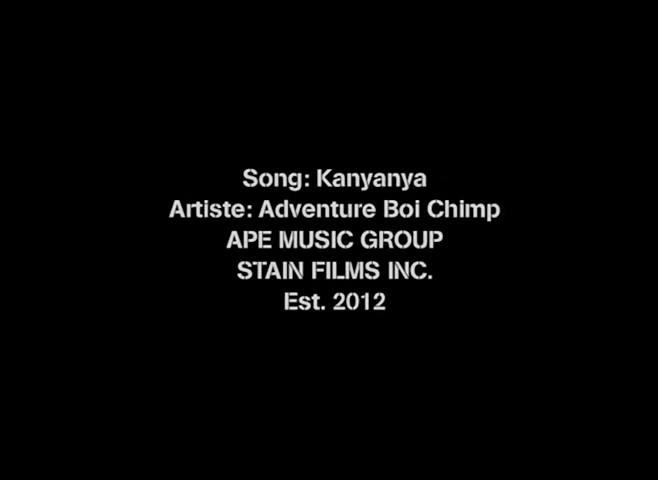 Song: Kanyanya
Artiste: Adventure Boi Chimp
APE MUSIC GROUP
STAIN FILMS INC.
Est. 2012